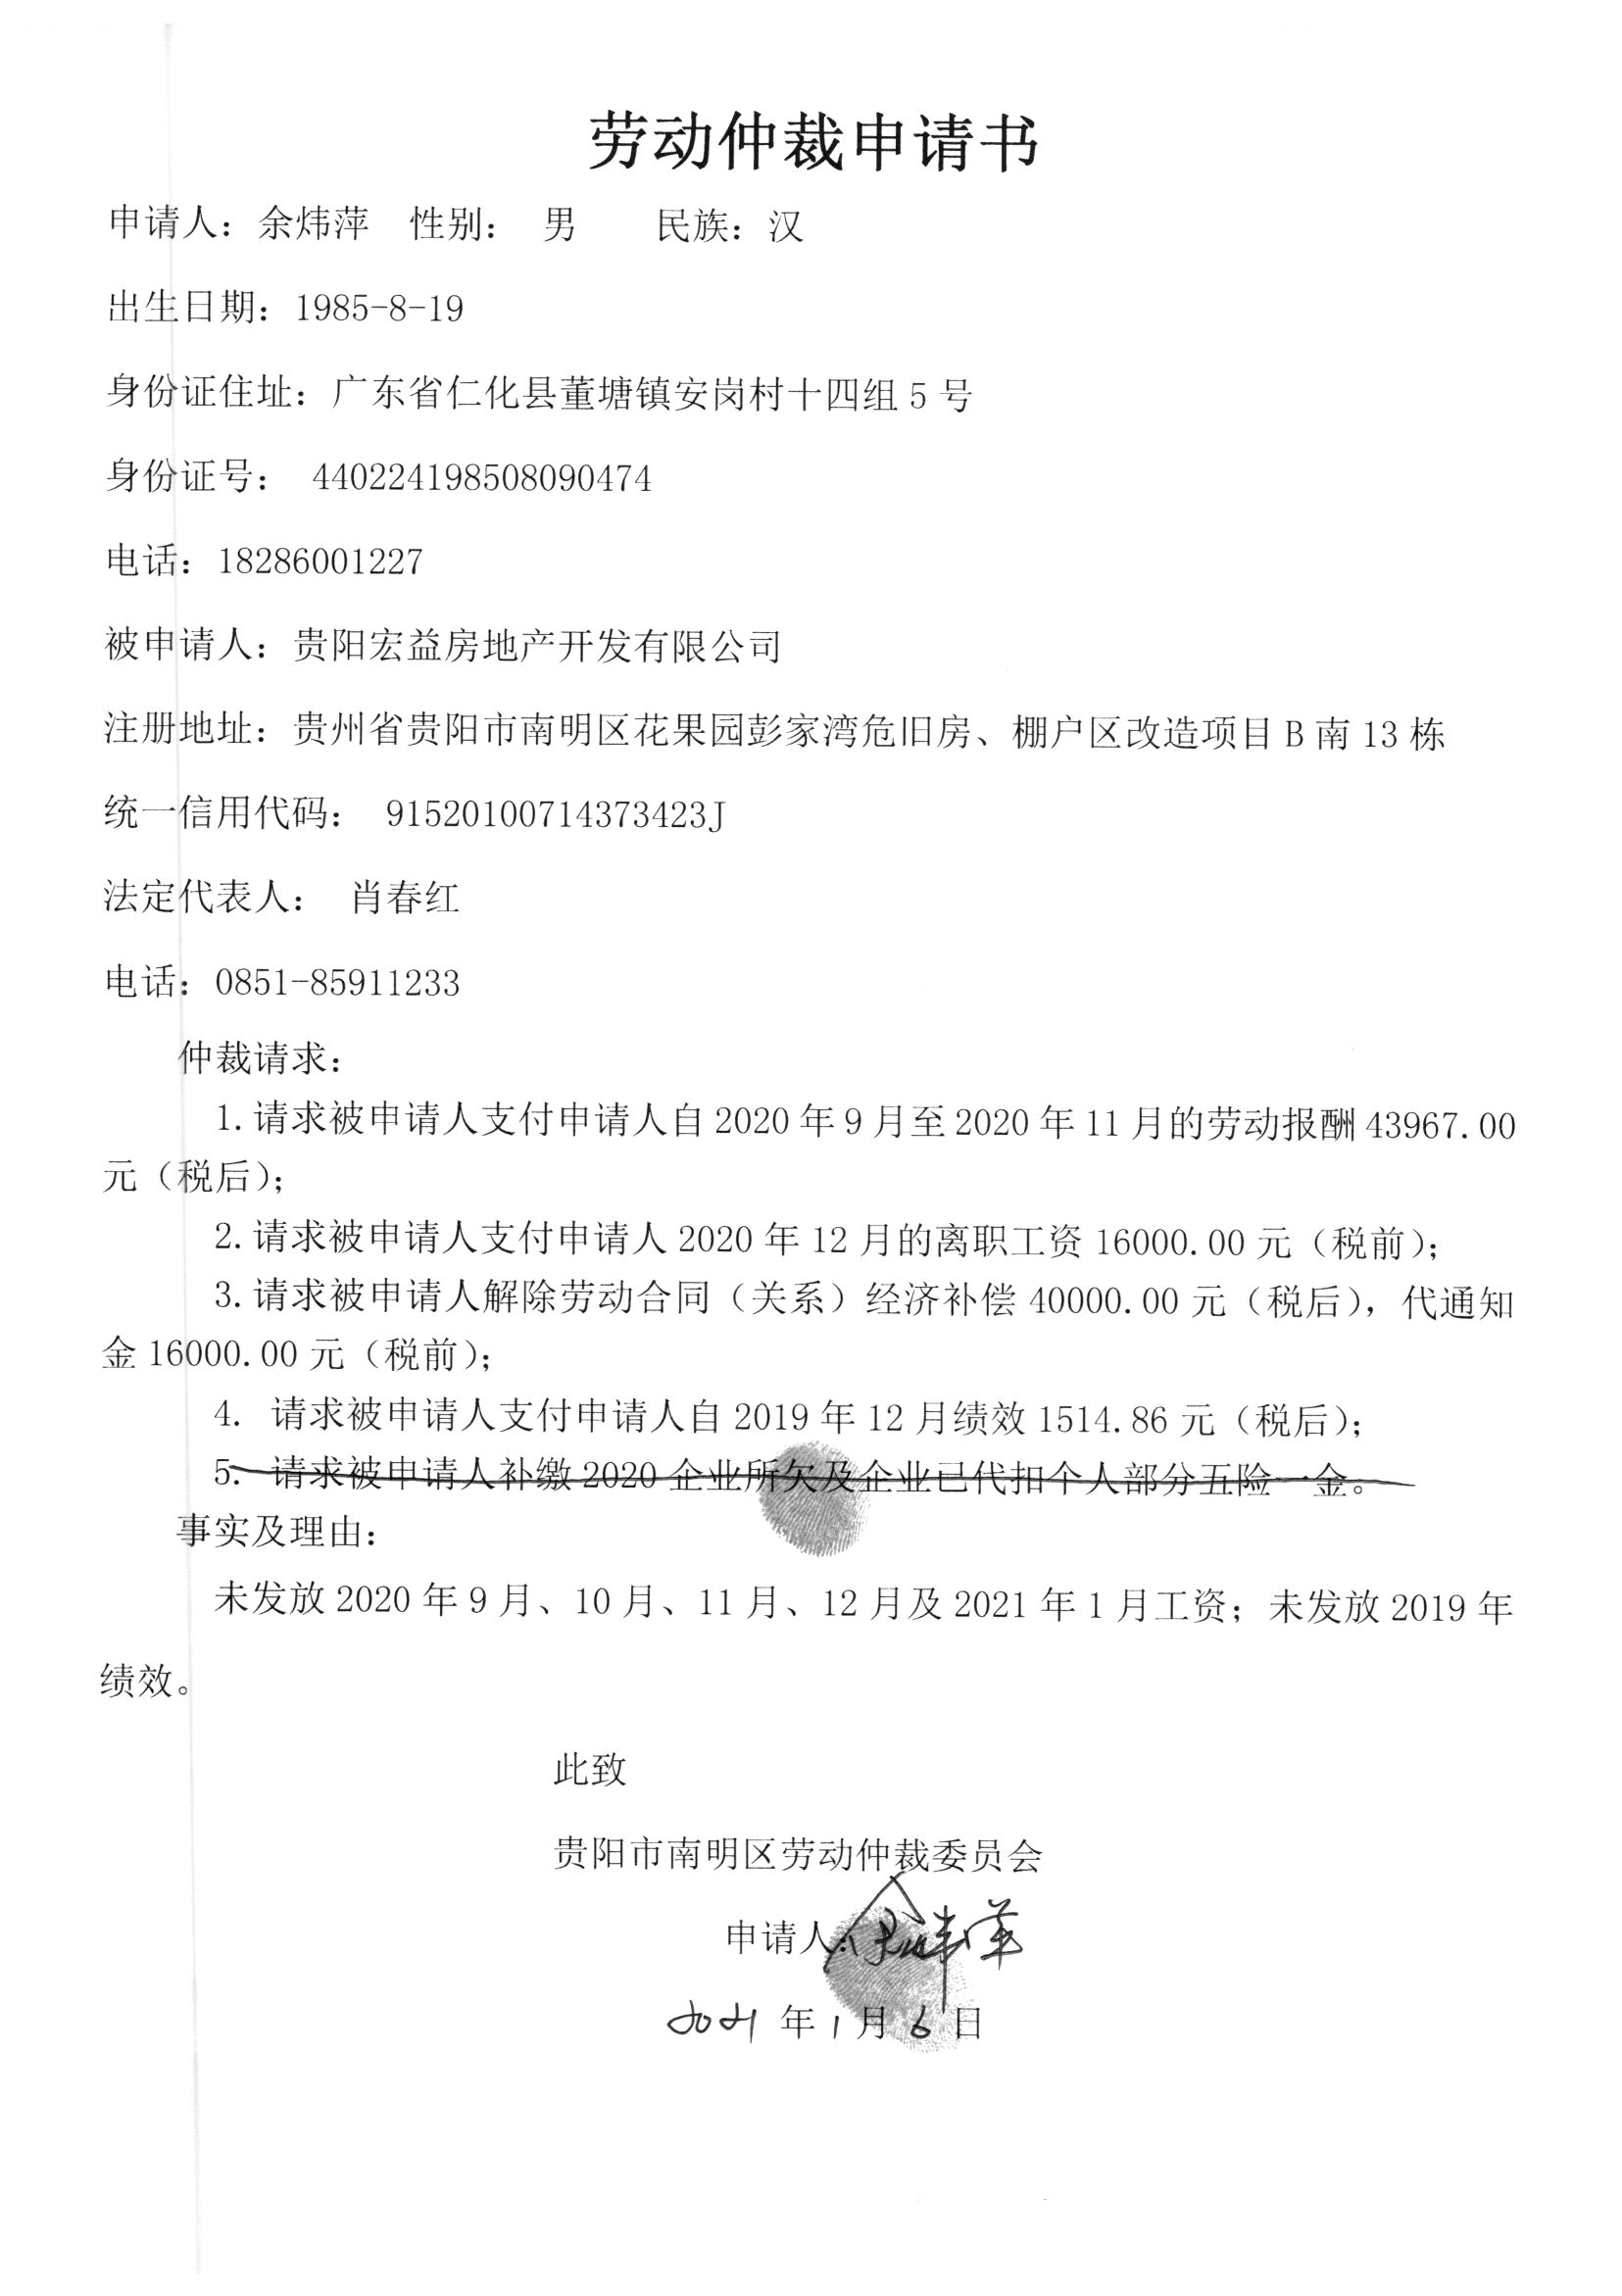 劳动仲裁申请书
申请人：余炜萍 性别： 男 民族：汉
出生日期：1985-8-19
身份证住址：广东省仁化县董塘镇安岗村十四组 5 号
身份证号： 440224198508090474
电话：18286001227
被申请人：贵阳宏益房地产开发有限公司
注册地址：贵州省贵阳市南明区花果园彭家湾危旧房、棚户区改造项目 B 南 13 栋
统一信用代码： 91520100714373423J
法定代表人： 肖春红
电话：0851-85911233
仲裁请求：
1.请求被申请人支付申请人自 2020 年 9 月至 2020 年 11 月的劳动报酬 43967.00
元（税后）；
2.请求被申请人支付申请人 2020 年 12 月的离职工资 16000.00 元（税前）；
3.请求被申请人解除劳动合同（关系）经济补偿 40000.00 元（税后），代通知
金 16000.00 元（税前）；
4. 请求被申请人支付申请人自 2019 年 12 月绩效 1514.86 元（税后）；
5. 请求被申请人补缴 2020 企业所欠及企业已代扣个人部分五险一金。
事实及理由：
未发放 2020 年 9 月、10 月、11 月、12 月及 2021 年 1 月工资；未发放 2019 年
绩效。
此致
贵阳市南明区劳动仲裁委员会
申请人：余炜萍
2021 年 1 月 6 日